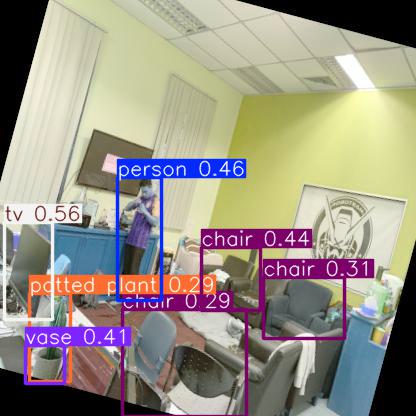 person 0.46
tv 0.56
chair 0.44
chair 0.31
potted plant 0.29
chair 0.29
vase 0.41